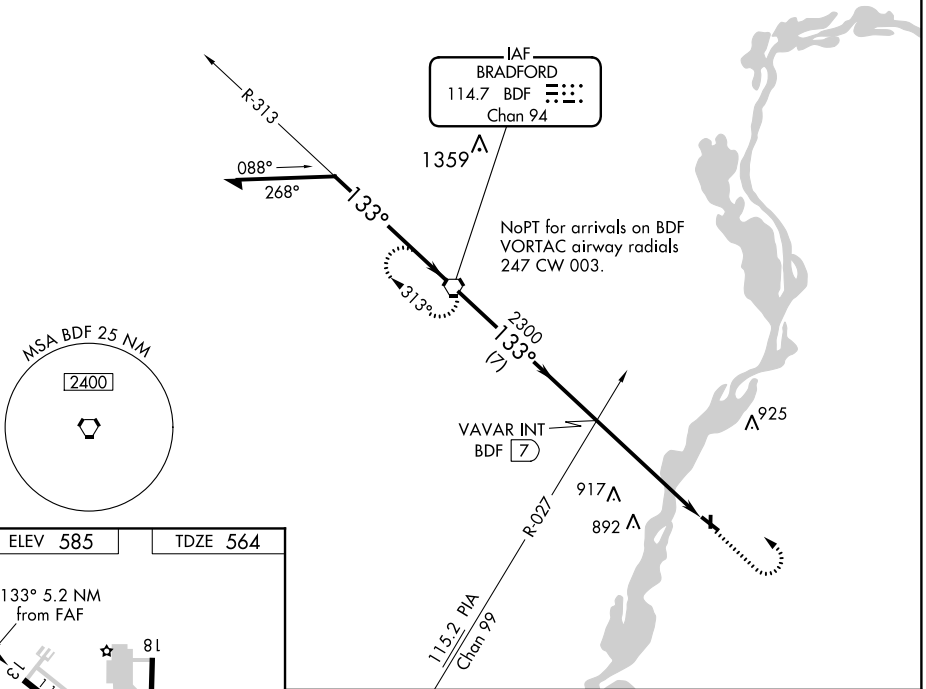 IAF
BRADFORD
114.7 BDF
Chan 94
R-313
1359
088°
268°
133°
NoPT for arrivals on BDF
VORTAC airway radials
247 CW 003.
313°
2300
133°
(7)
MSA BDF 25 NM
2400
925
VAVAR INT
BDF 7
917
892
R-027
115.2 PIA
Chan 99
ELEV 585
TDZE 564
133° 5.2 NM
from FAF
18
13